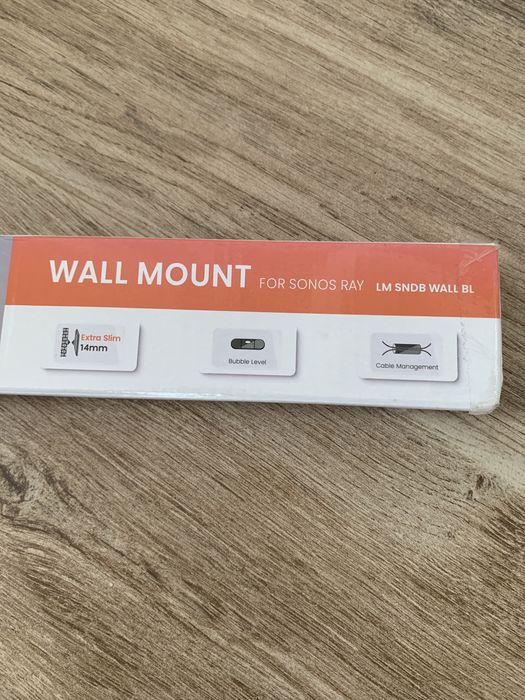 WALL MOUNT FOR SONOS RAY LM SNDB WALL BL
Extra Slim
14mm
Bubble Level
Cable Management